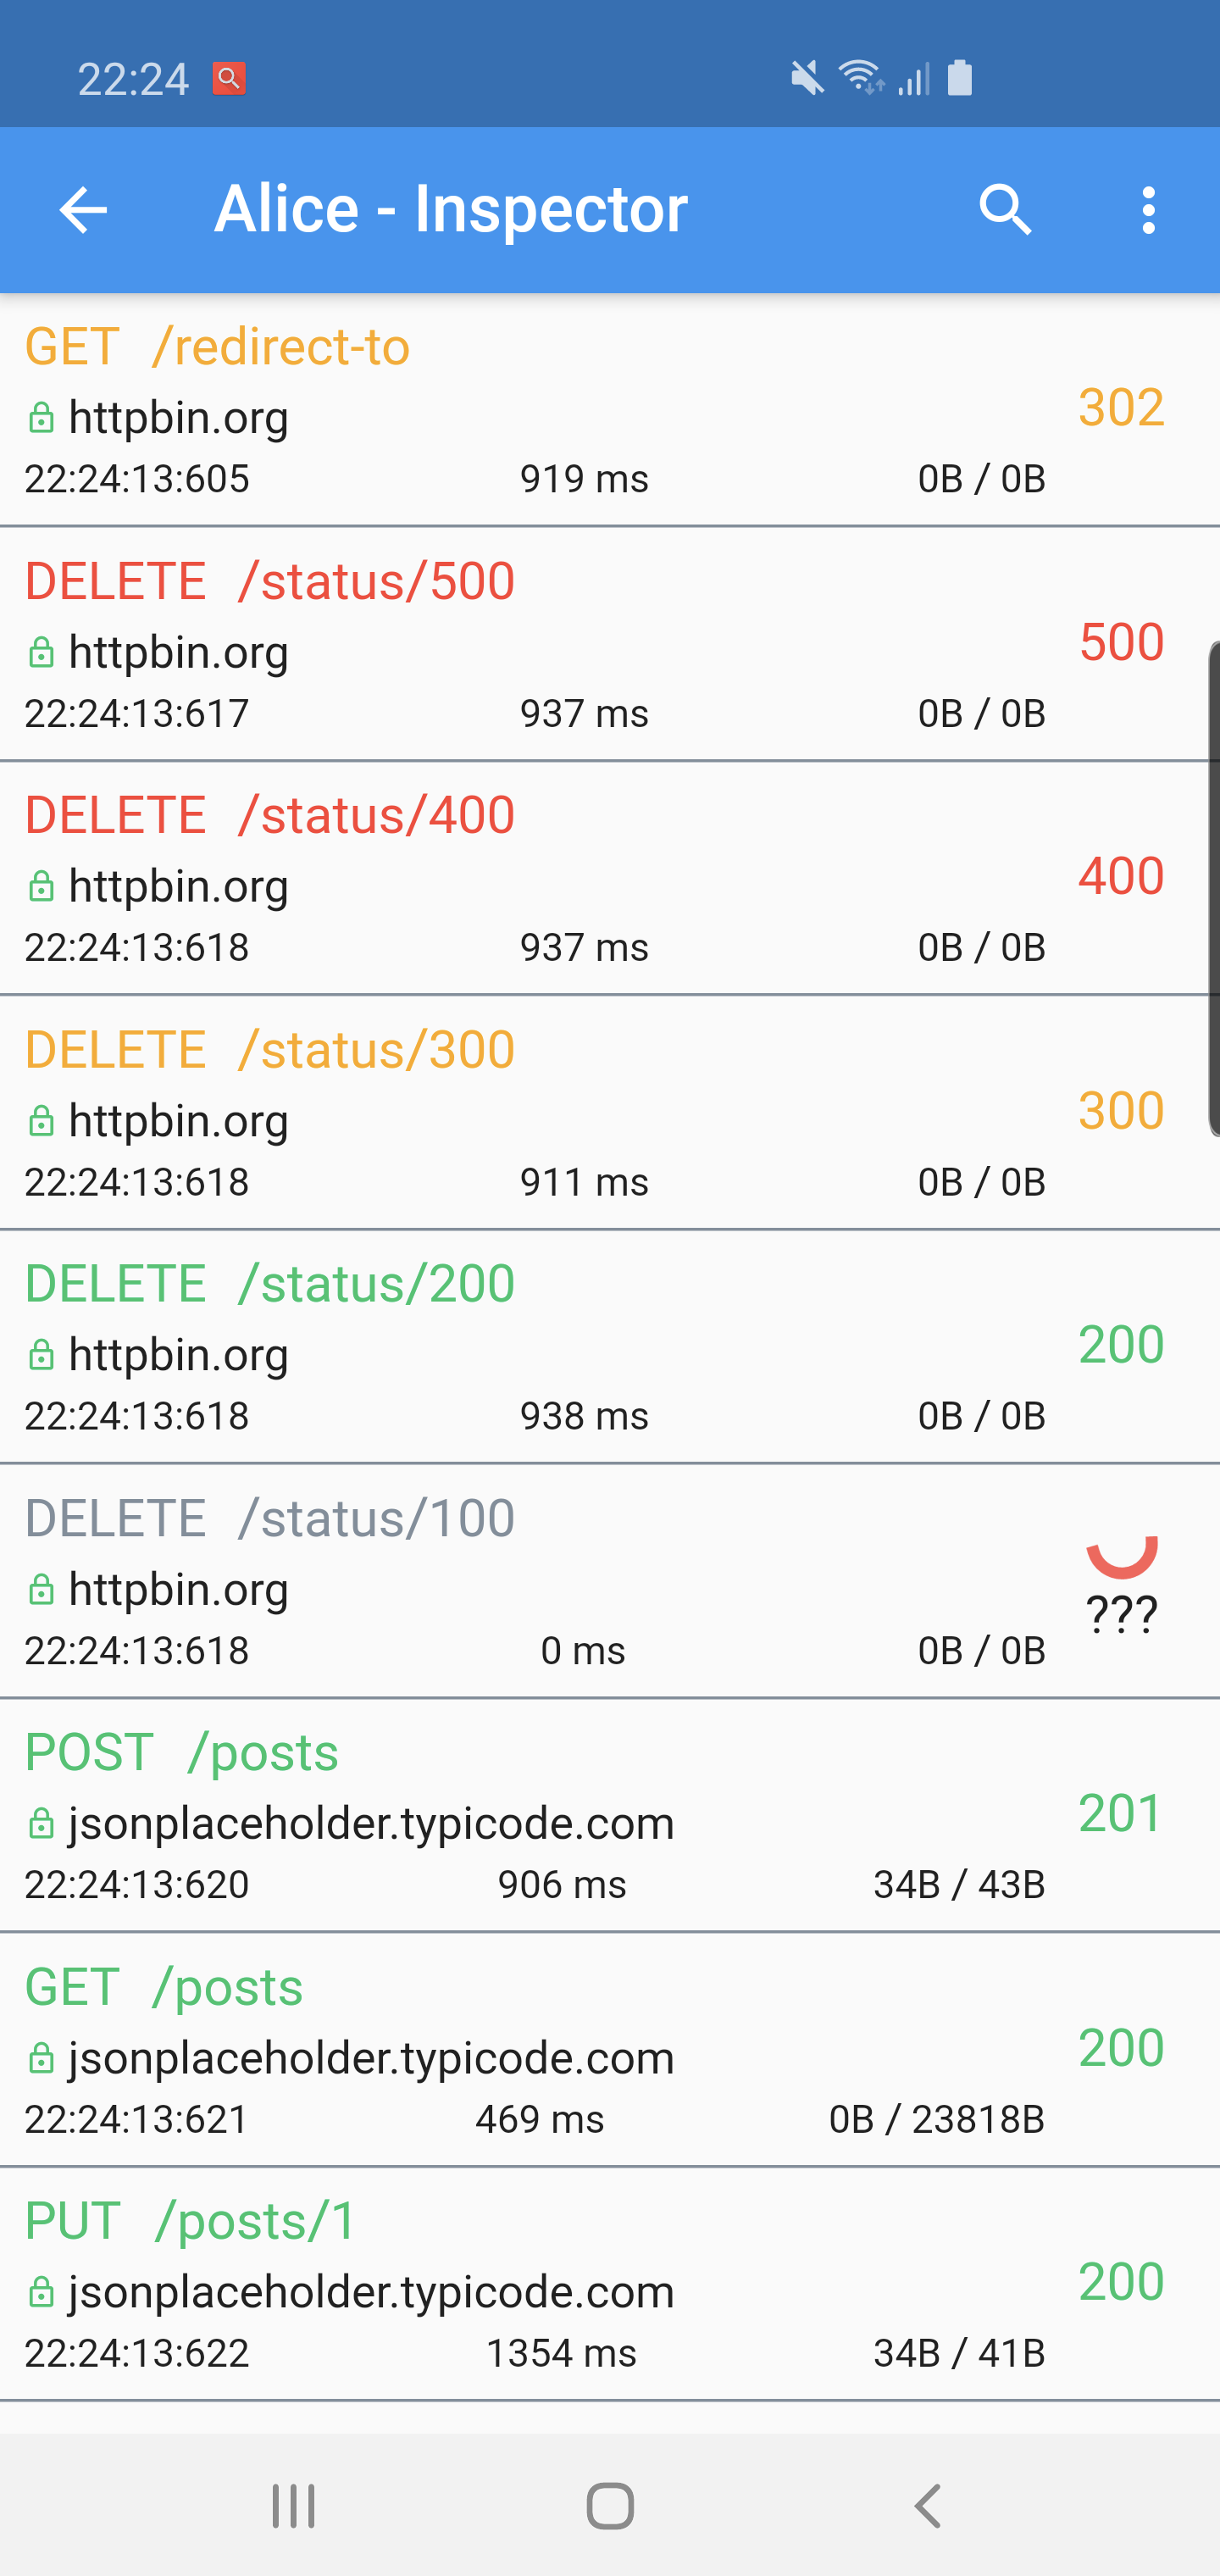 22:24
Alice - Inspector
GET /redirect-to
httpbin.org
302
22:24:13:605 919 ms 0B / 0B
DELETE /status/500
httpbin.org
500
22:24:13:617 937 ms 0B / 0B
DELETE /status/400
httpbin.org
400
22:24:13:618 937 ms 0B / 0B
DELETE /status/300
httpbin.org
300
22:24:13:618 911 ms 0B / 0B
DELETE /status/200
httpbin.org
200
22:24:13:618 938 ms 0B / 0B
DELETE /status/100
httpbin.org
???
22:24:13:618 0 ms 0B / 0B
POST /posts
jsonplaceholder.typicode.com
201
22:24:13:620 906 ms 34B / 43B
GET /posts
jsonplaceholder.typicode.com
200
22:24:13:621 469 ms 0B / 23818B
PUT /posts/1
jsonplaceholder.typicode.com
200
22:24:13:622 1354 ms 34B / 41B